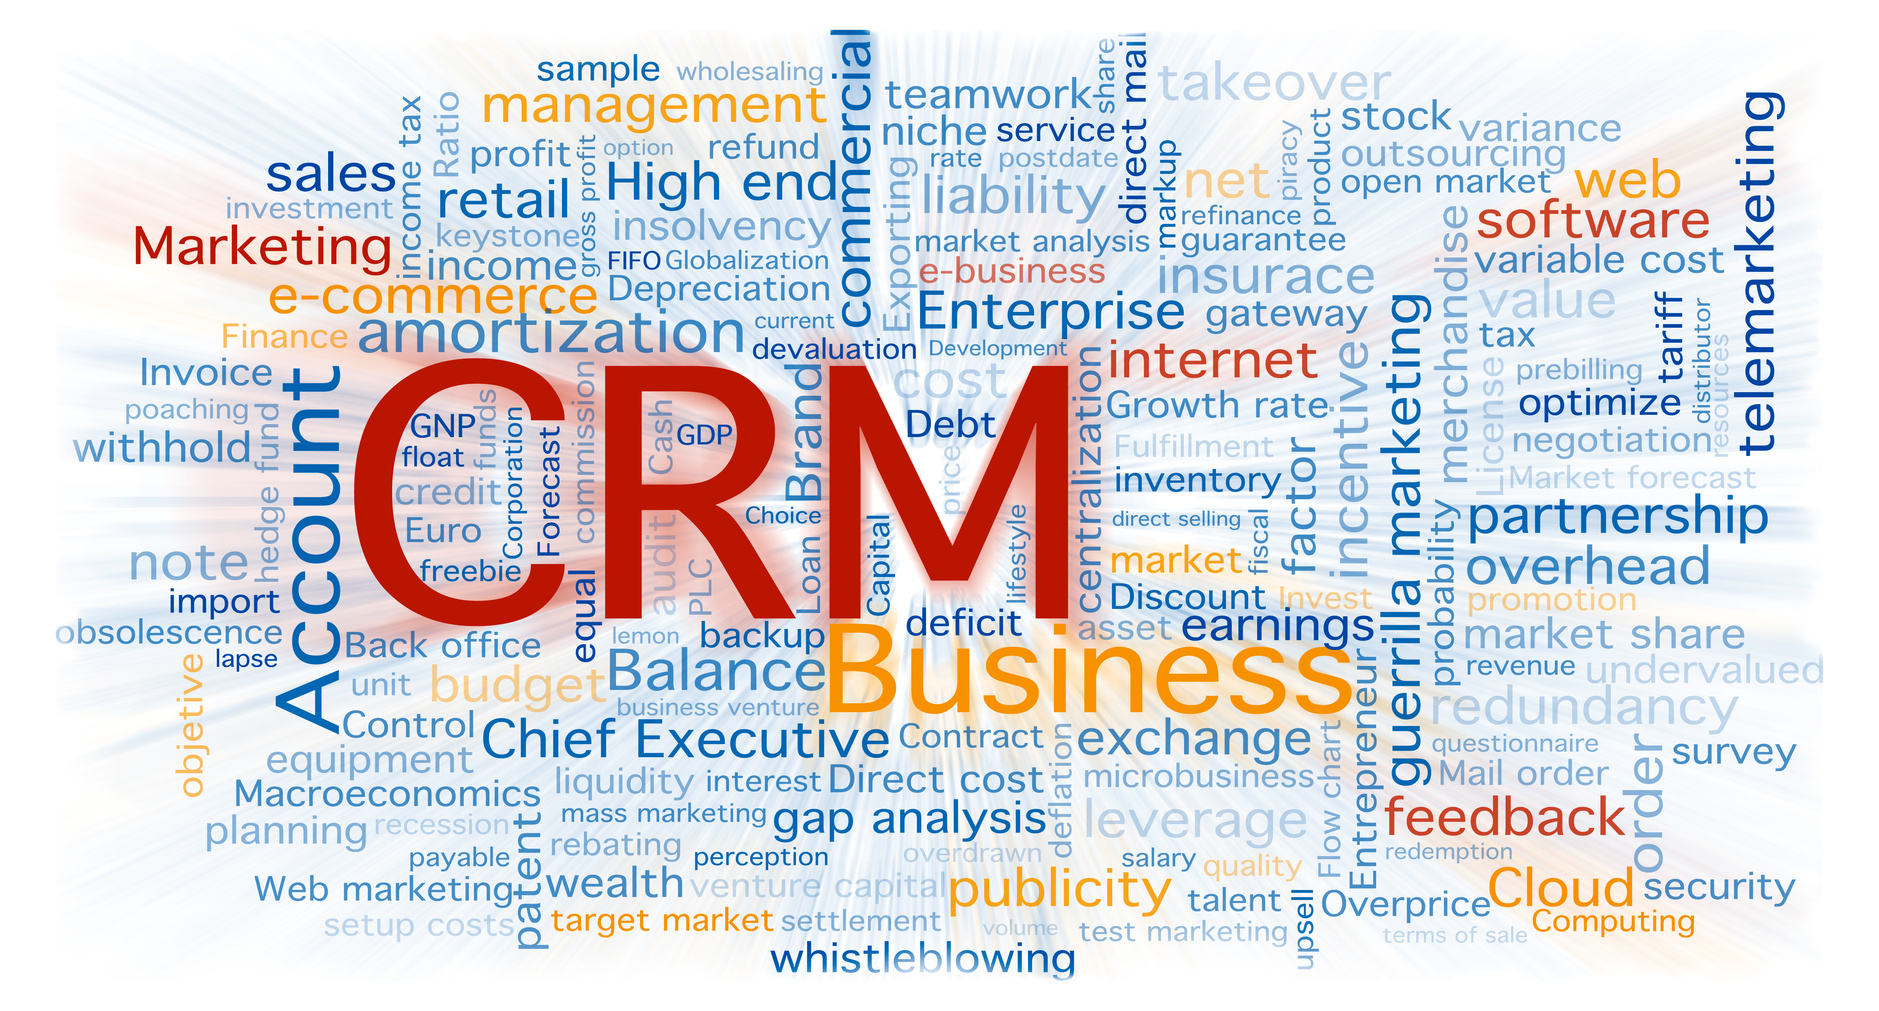 sample
wholesaling
commercial
share
direct mail
takeover
management
teamwork
stock
variance
income tax
Ratio
profit
gross profit
option
refund
niche
service
markup
piracy
product
outsourcing
telemarketing
sales
retail
High end
rate
postdate
Exporting
liability
net
open market
web
investment
keystone
insolvency
refinance
merchandise
software
Marketing
income
FIFO
Globalization
market analysis
guarantee
variable cost
e-commerce
Depreciation
e-business
insurace
value
Finance
amortization
current
Enterprise
gateway
guerrilla marketing
tax
tariff
distributor
resources
devaluation
Development
internet
incentive
License
prebilling
Invoice
Account
CRM
cost
centralization
Growth rate
optimize
poaching
hedge fund
GNP
funds
Corporation
Forecast
commission
Cash
GDP
Brand
Debt
price
Fulfillment
factor
negotiation
withhold
float
inventory
Market forecast
credit
Choice
direct selling
fiscal
partnership
Euro
audit
Loan
Capital
lifestyle
probability
note
freebie
equal
PLC
market
overhead
import
Discount
Invest
promotion
obsolescence
Back office
lemon
backup
deficit
asset
earnings
market share
lapse
objetive
unit
budget
Balance
Business
Entrepreneur
revenue
undervalued
business venture
redundancy
Control
Chief Executive
Contract
deflation
exchange
Flow chart
questionnaire
order
survey
equipment
liquidity
interest
Direct cost
microbusiness
Mail order
Macroeconomics
patent
mass marketing
gap analysis
leverage
feedback
planning
recession
rebating
payable
perception
overdrawn
salary
quality
redemption
Web marketing
wealth
venture capital
publicity
talent
upsell
Overprice
Cloud
security
setup costs
target market
settlement
volume
test marketing
terms of sale
Computing
whistleblowing